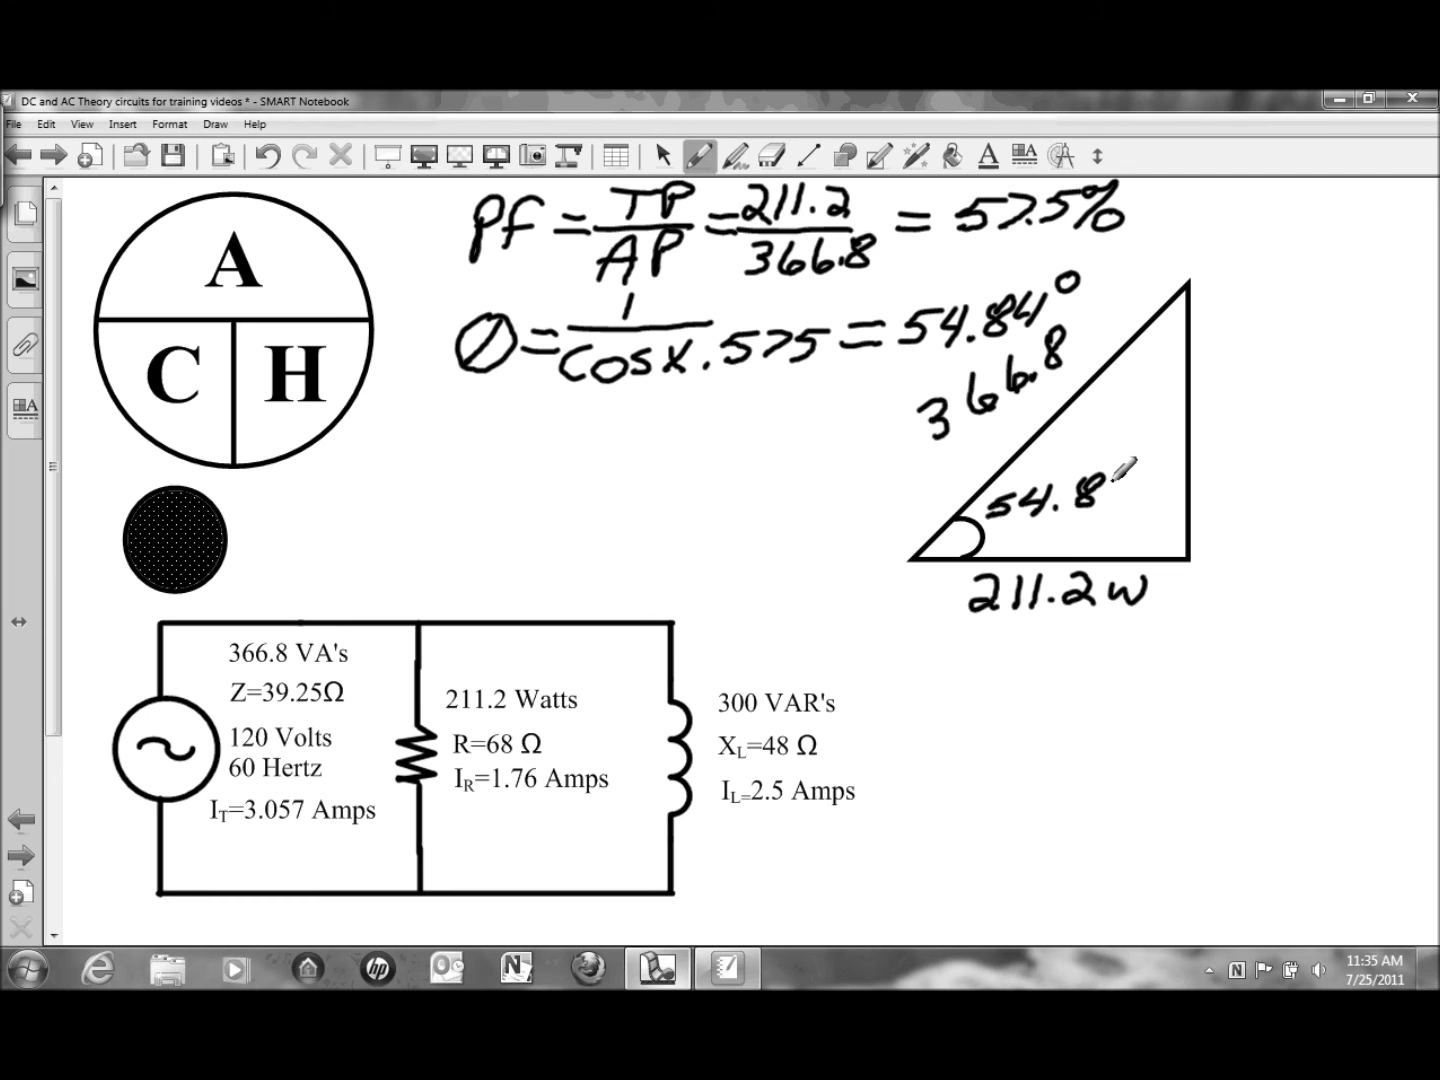 DC and AC Theory circuits for training videos * - SMART Notebook
File Edit View Insert Format Draw Help
PF = TP/AP = 211.2/366.8 = 57.5%
Ø = 1/COSX .575 = 54.84°
A
C H
366.8
54.8
211.2 W
366.8 VA's
Z=39.25Ω
120 Volts
60 Hertz
IT=3.057 Amps
211.2 Watts
R=68 Ω
IR=1.76 Amps
300 VAR's
XL=48 Ω
IL=2.5 Amps
11:35 AM
7/25/2011